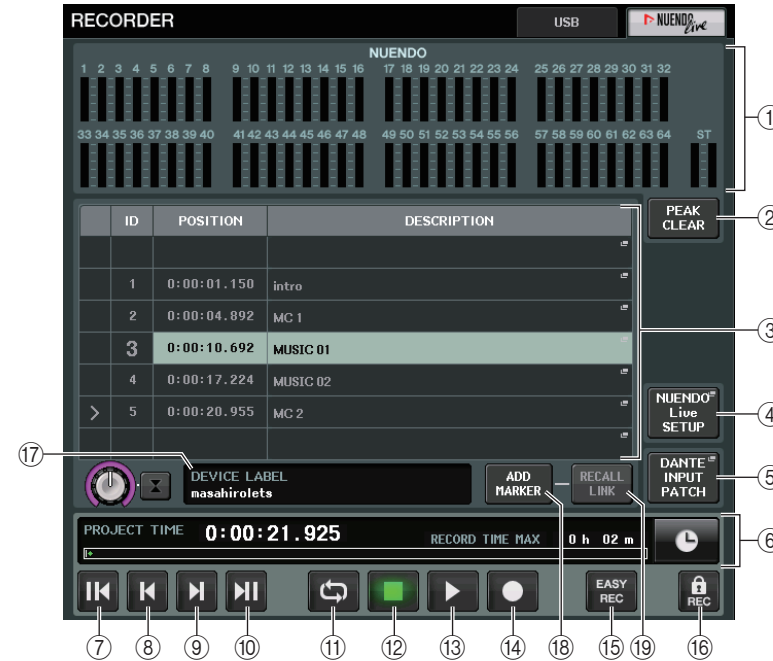 RECORDER
USB
NUENDO live
NUENDO
1 2 3 4 5 6 7 8 9 10 11 12 13 14 15 16 17 18 19 20 21 22 23 24 25 26 27 28 29 30 31 32
①
33 34 35 36 37 38 39 40 41 42 43 44 45 46 47 48 49 50 51 52 53 54 55 56 57 58 59 60 61 62 63 64 ST
ID POSITION DESCRIPTION
PEAK CLEAR
②
1 0:00:01.150 intro
2 0:00:04.892 MC 1
③
3 0:00:10.692 MUSIC 01
4 0:00:17.224 MUSIC 02
> 5 0:00:20.955 MC 2
NUENDO
Live
SETUP
④
⑰
DEVICE LABEL
masahirolets
ADD
MARKER
RECALL
LINK
DANTE
INPUT
PATCH
⑤
PROJECT TIME 0:00:21.925 RECORD TIME MAX 0 h 02 m
⑥
EASY
REC
REC
⑦ ⑧ ⑨ ⑩ ⑪ ⑫ ⑬ ⑭ ⑱ ⑮ ⑲ ⑯